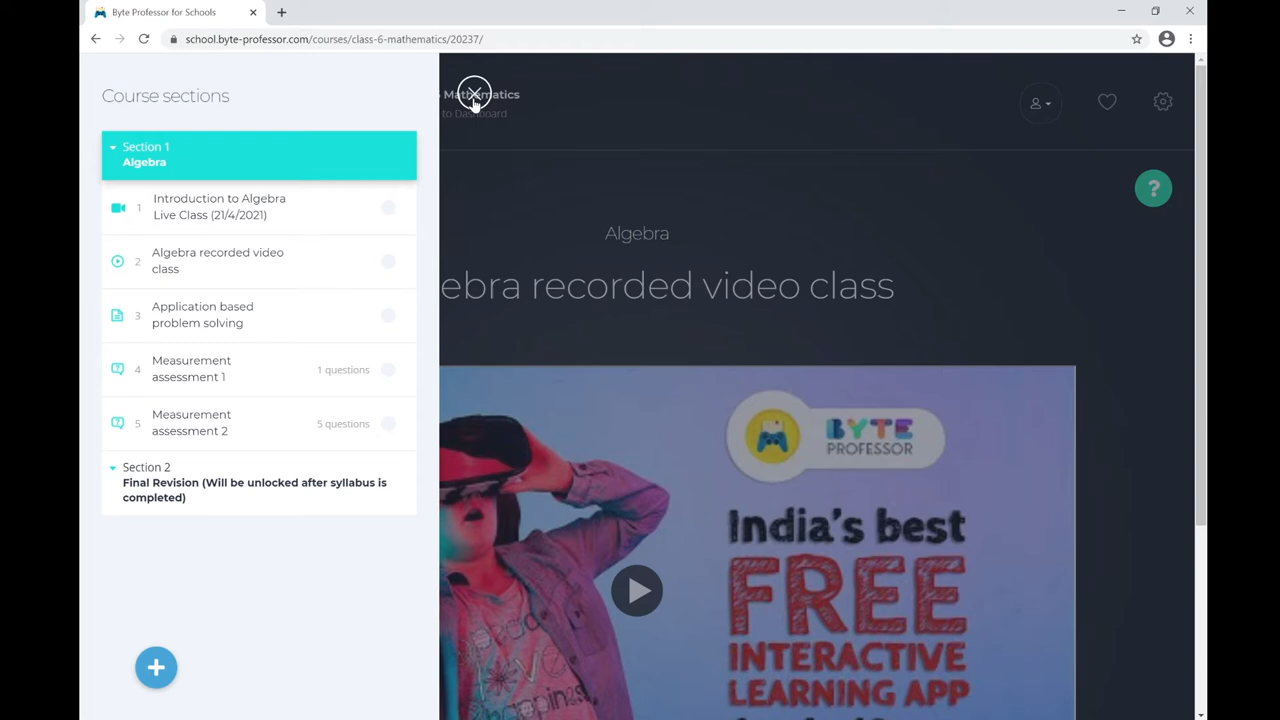 Byte Professor for Schools
school.byte-professor.com/courses/class-6-mathematics/20237/
Course sections
Mathematics
to Dashboard
Section 1
Algebra
1 Introduction to Algebra
Live Class (21/4/2021)
2 Algebra recorded video
class
3 Application based
problem solving
4 Measurement
assessment 1
1 questions
5 Measurement
assessment 2
5 questions
Section 2
Final Revision (Will be unlocked after syllabus is
completed)
?
Algebra
ebra recorded video class
BYTE
PROFESSOR
India's best
FREE
INTERACTIVE
LEARNING APP